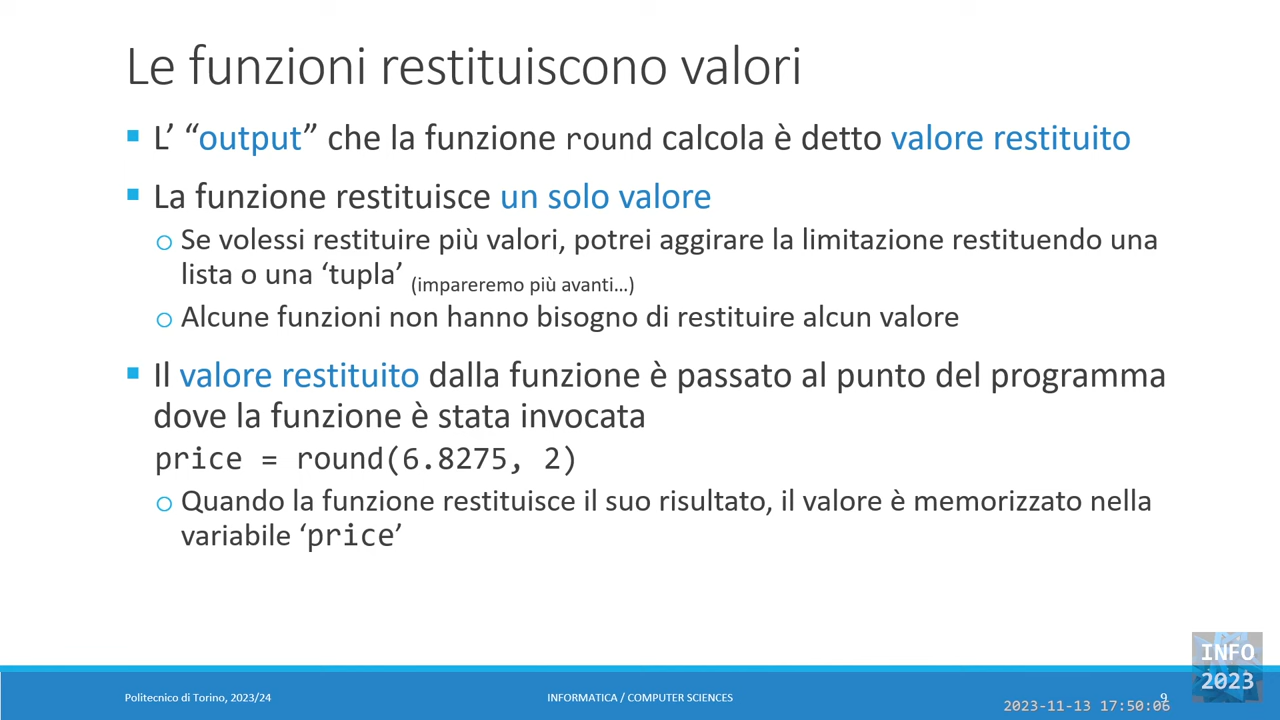 Le funzioni restituiscono valori
▪ L’ “output” che la funzione round calcola è detto valore restituito
▪ La funzione restituisce un solo valore
o Se volessi restituire più valori, potrei aggirare la limitazione restituendo una
lista o una ‘tupla’ (impareremo più avanti…)
o Alcune funzioni non hanno bisogno di restituire alcun valore
▪ Il valore restituito dalla funzione è passato al punto del programma
dove la funzione è stata invocata
price = round(6.8275, 2)
o Quando la funzione restituisce il suo risultato, il valore è memorizzato nella
variabile ‘price’
INFO
2023
Politecnico di Torino, 2023/24
INFORMATICA / COMPUTER SCIENCES
9
2023-11-13 17:50:06